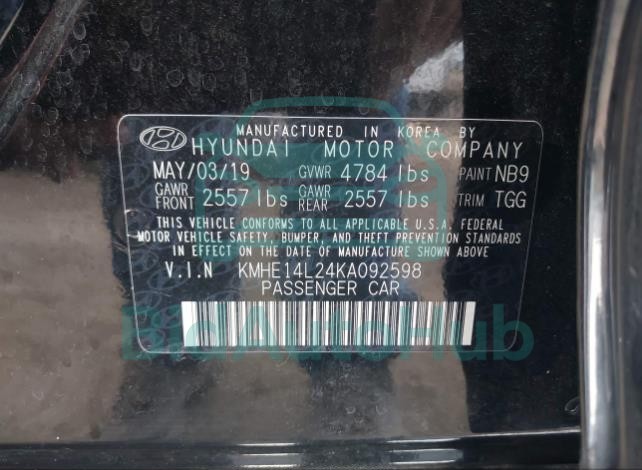 MANUFACTURED IN KOREA BY
HYUNDAI MOTOR COMPANY
MAY/03/19 GVWR 4784 lbs PAINT NB9
GAWR FRONT 2557 lbs GAWR REAR 2557 lbs TRIM TGG
THIS VEHICLE CONFORMS TO ALL APPLICABLE U.S.A. FEDERAL
MOTOR VEHICLE SAFETY, BUMPER, AND THEFT PREVENTION STANDARDS
IN EFFECT ON THE DATE OF MANUFACTURE SHOWN ABOVE
V.I.N KMHE14L24KA092598
PASSENGER CAR
BidAutoHub